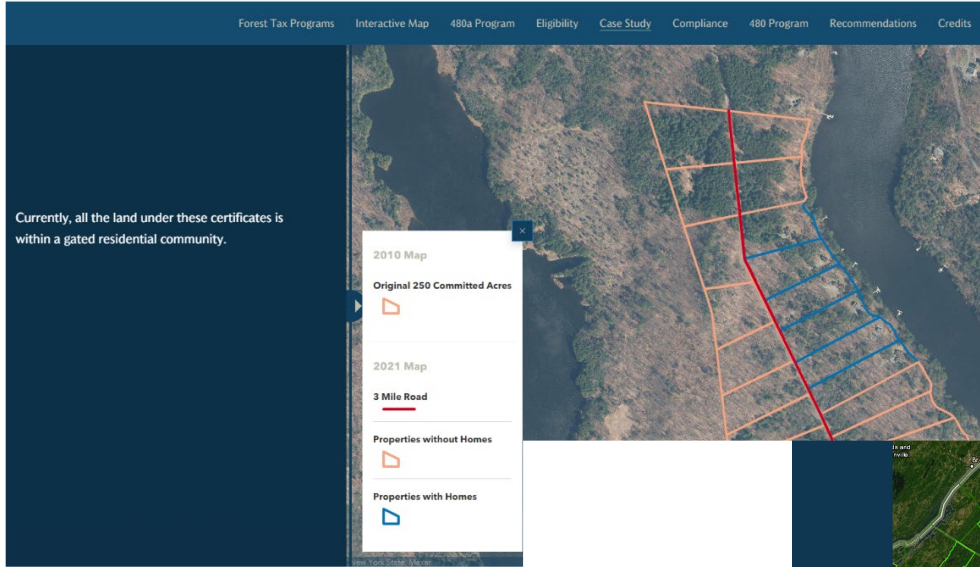 Forest Tax Programs Interactive Map 480a Program Eligibility Case Study Compliance 480 Program Recommendations Credits
Currently, all the land under these certificates is
within a gated residential community.
×
2010 Map
Original 250 Committed Acres
2021 Map
3 Mile Road
Properties without Homes
Properties with Homes
New York State, Maxar